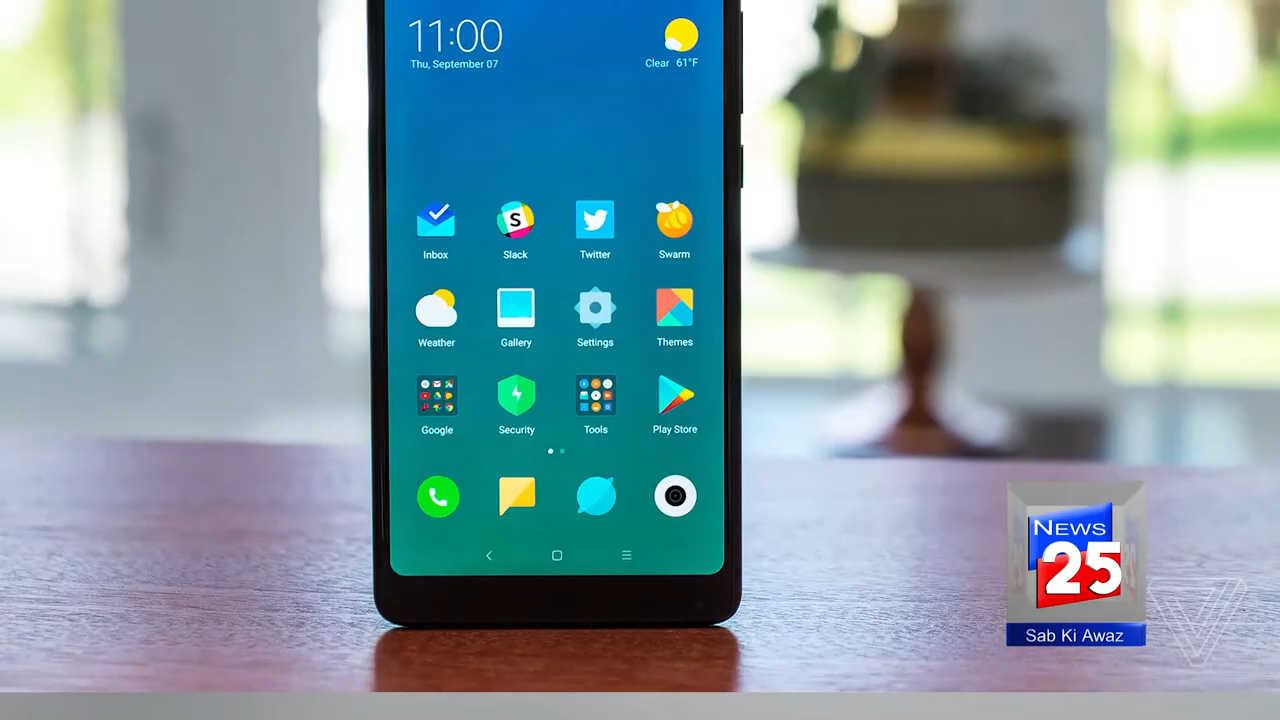 11:00
Thu, September 07
Clear 61°F
Inbox
Slack
Twitter
Swarm
Weather
Gallery
Settings
Themes
Google
Security
Tools
Play Store
NEWS
25
Sab Ki Awaz